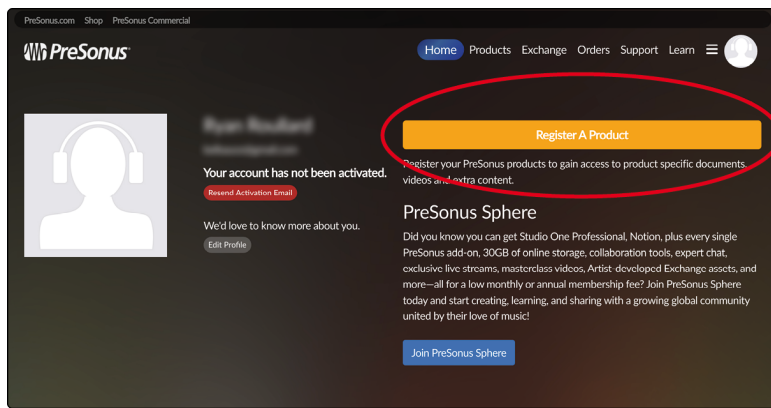 PreSonus.com Shop PreSonus Commercial
PreSonus
Home Products Exchange Orders Support Learn
Register A Product
Your account has not been activated.
Register your PreSonus products to gain access to product specific documents,
videos and extra content.
Resend Activation Email
PreSonus Sphere
We'd love to know more about you.
Edit Profile
Did you know you can get Studio One Professional, Notion, plus every single
PreSonus add-on, 30GB of online storage, collaboration tools, expert chat,
exclusive live streams, masterclass videos, Artist-developed Exchange assets, and
more—all for a low monthly or annual membership fee? Join PreSonus Sphere
today and start creating, learning, and sharing with a growing global community
united by their love of music!
Join PreSonus Sphere